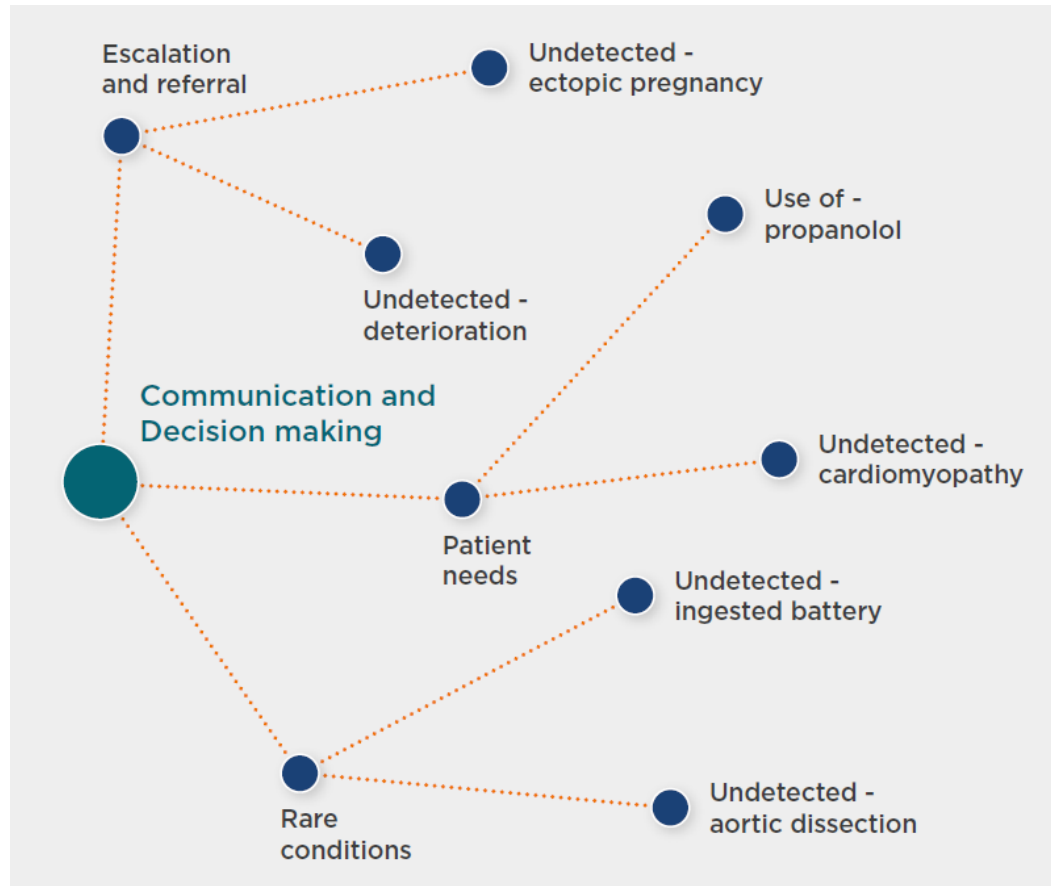 Escalation
and referral
Undetected -
ectopic pregnancy
Use of -
propanolol
Undetected -
deterioration
Communication and
Decision making
Undetected -
cardiomyopathy
Patient
needs
Undetected -
ingested battery
Rare
conditions
Undetected -
aortic dissection